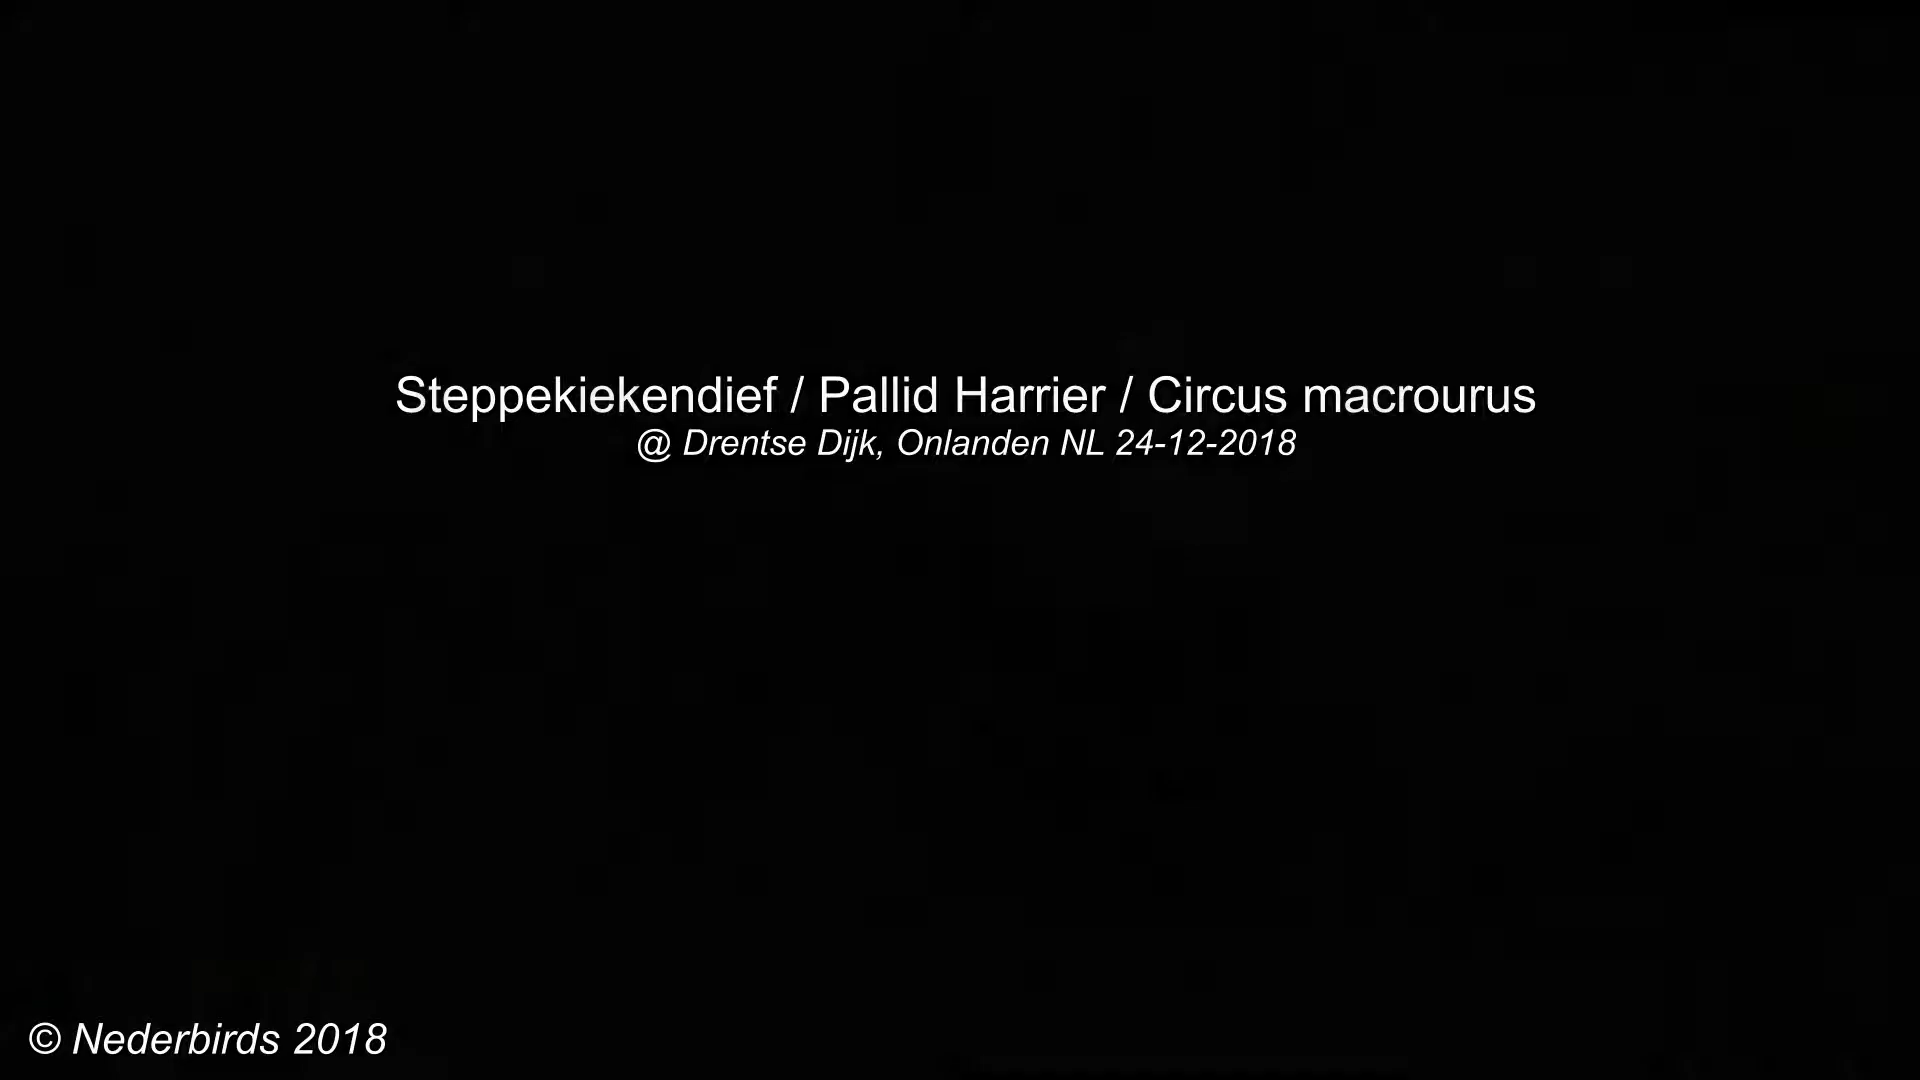 Steppekiekendief / Pallid Harrier / Circus macrourus
@ Drentse Dijk, Onlanden NL 24-12-2018
© Nederbirds 2018